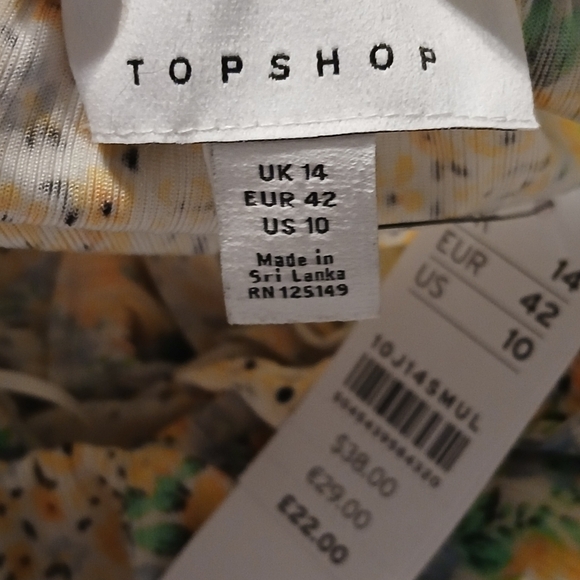 TOPSHOP
UK 14
EUR 42
US 10
Made in
Sri Lanka
RN 125149
14
EUR 42
US 10
10J14SMUL
$38.00
€29.00
£22.00